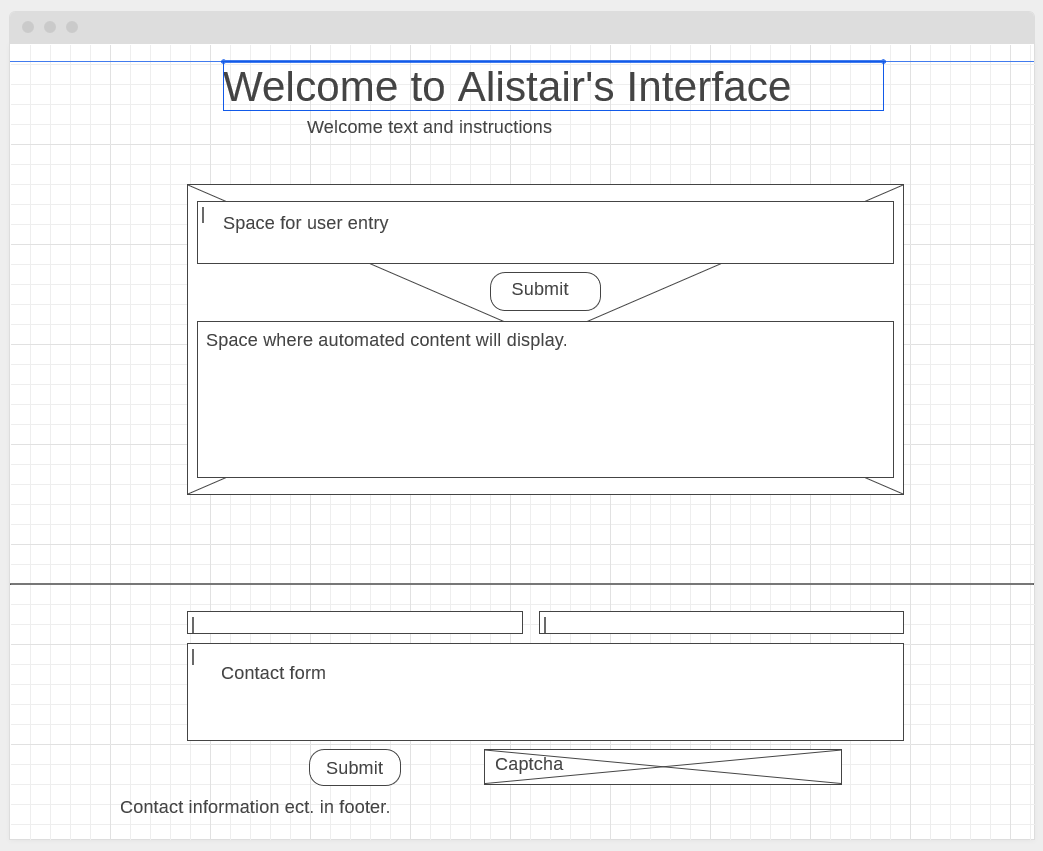 Welcome to Alistair's Interface
Welcome text and instructions
Space for user entry
Submit
Space where automated content will display.
Contact form
Submit
Captcha
Contact information ect. in footer.